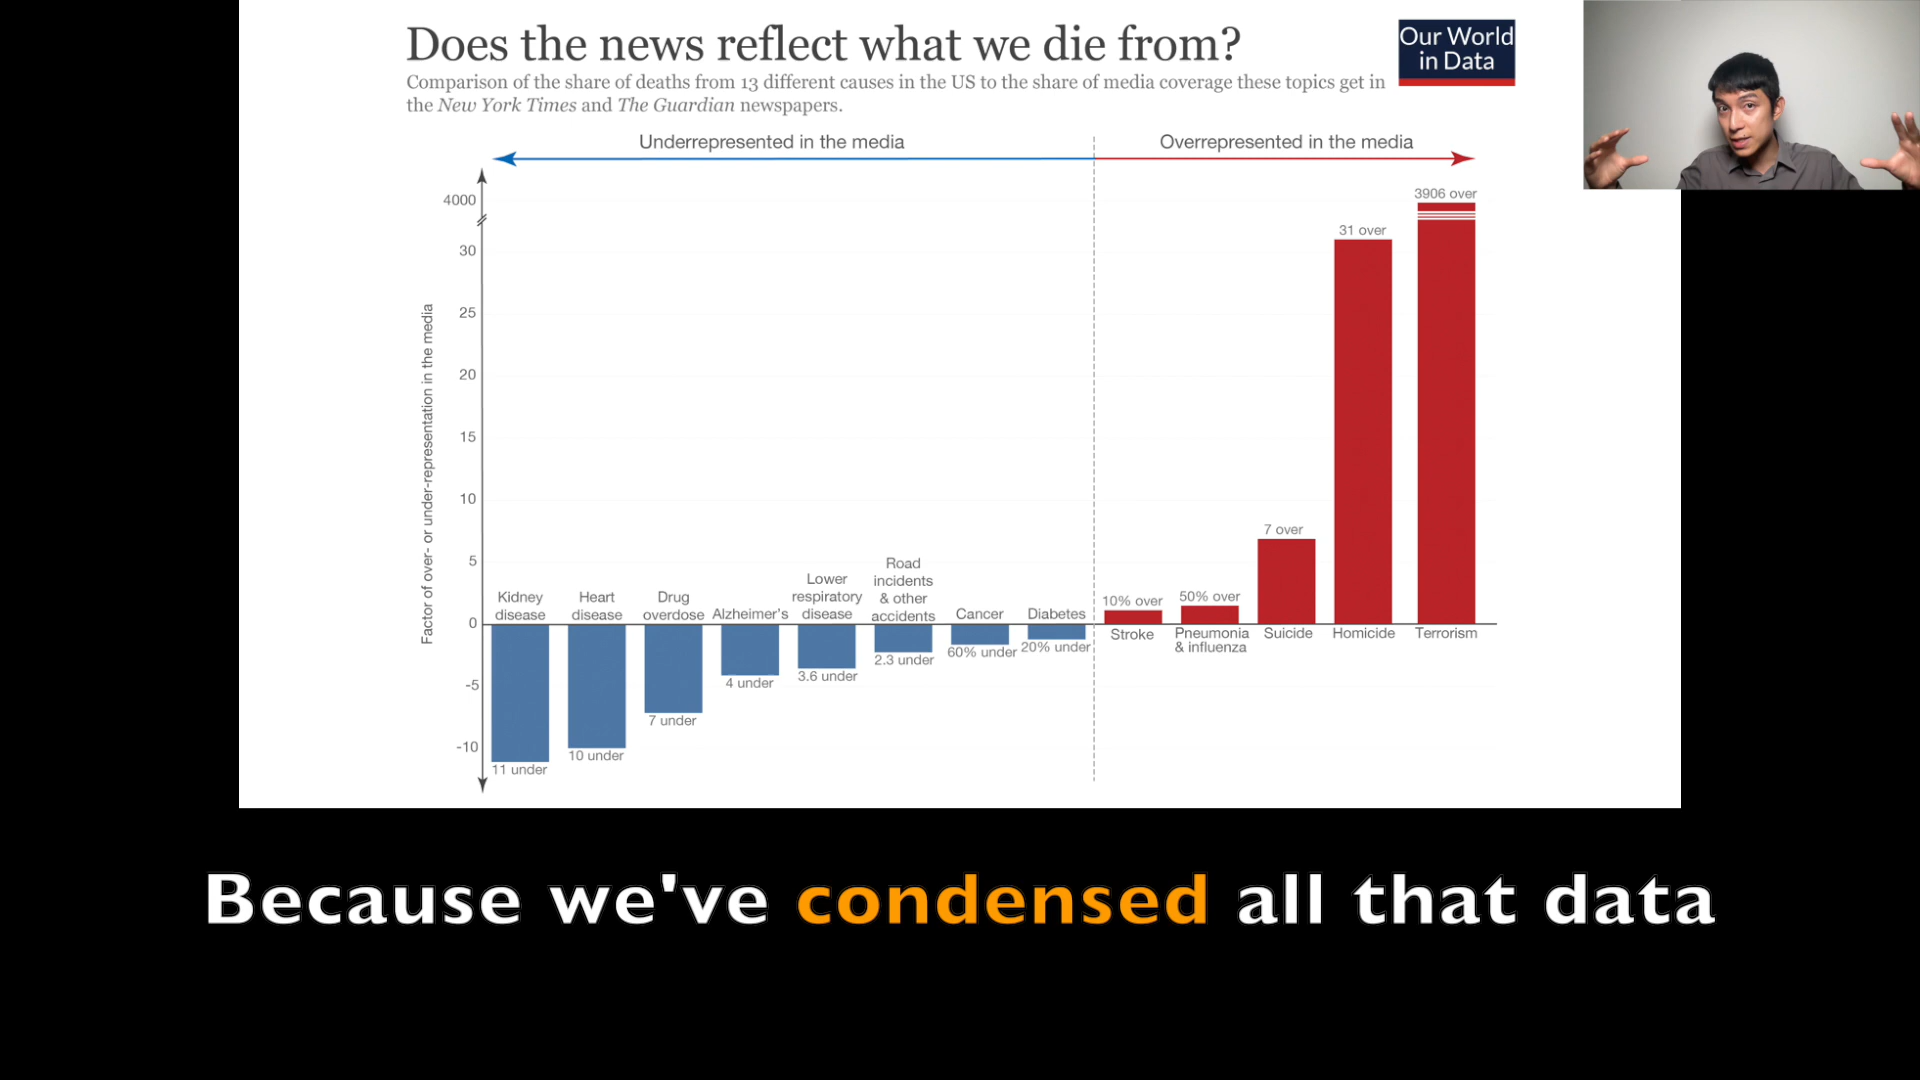 Does the news reflect what we die from?
Comparison of the share of deaths from 13 different causes in the US to the share of media coverage these topics get in
the New York Times and The Guardian newspapers.
Our World
in Data
Underrepresented in the media
Overrepresented in the media
Factor of over- or under-representation in the media
4000
30
25
20
15
10
5
0
-5
-10
Kidney
disease
11 under
Heart
disease
10 under
Drug
overdose
7 under
Alzheimer's
4 under
Lower
respiratory
disease
3.6 under
Road
incidents
& other
accidents
2.3 under
Cancer
60% under
Diabetes
20% under
10% over
Stroke
50% over
Pneumonia
& influenza
7 over
Suicide
31 over
Homicide
3906 over
Terrorism
Because we've condensed all that data